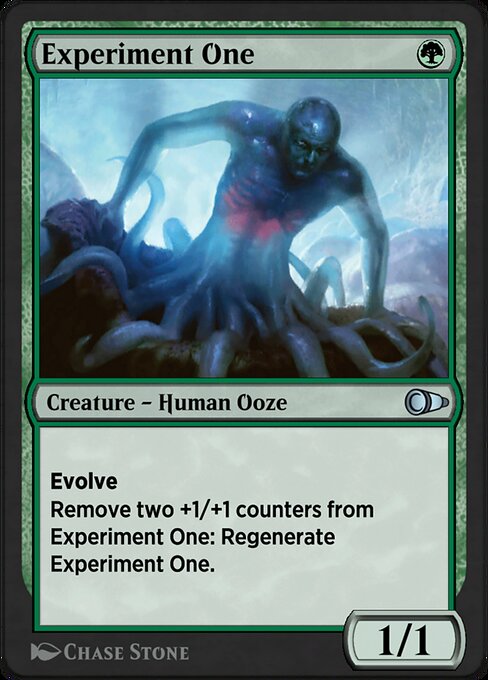 Experiment One
Creature – Human Ooze
Evolve
Remove two +1/+1 counters from
Experiment One: Regenerate
Experiment One.
1/1
Chase Stone